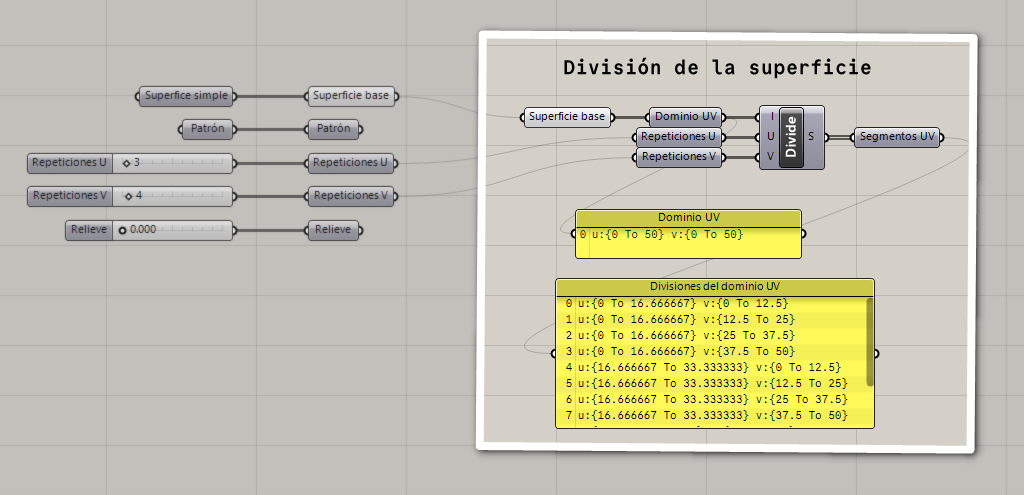 División de la superficie
Superfice simple
Superficie base
Patrón
Patrón
Repeticiones U
3
Repeticiones U
Repeticiones V
4
Repeticiones V
Relieve
0.000
Relieve
Superficie base
Dominio UV
Repeticiones U
Repeticiones V
I
U
V
Divide
S
Segmentos UV
Dominio UV
0 u:{0 To 50} v:{0 To 50}
Divisiones del dominio UV
0 u:{0 To 16.666667} v:{0 To 12.5}
1 u:{0 To 16.666667} v:{12.5 To 25}
2 u:{0 To 16.666667} v:{25 To 37.5}
3 u:{0 To 16.666667} v:{37.5 To 50}
4 u:{16.666667 To 33.333333} v:{0 To 12.5}
5 u:{16.666667 To 33.333333} v:{12.5 To 25}
6 u:{16.666667 To 33.333333} v:{25 To 37.5}
7 u:{16.666667 To 33.333333} v:{37.5 To 50}